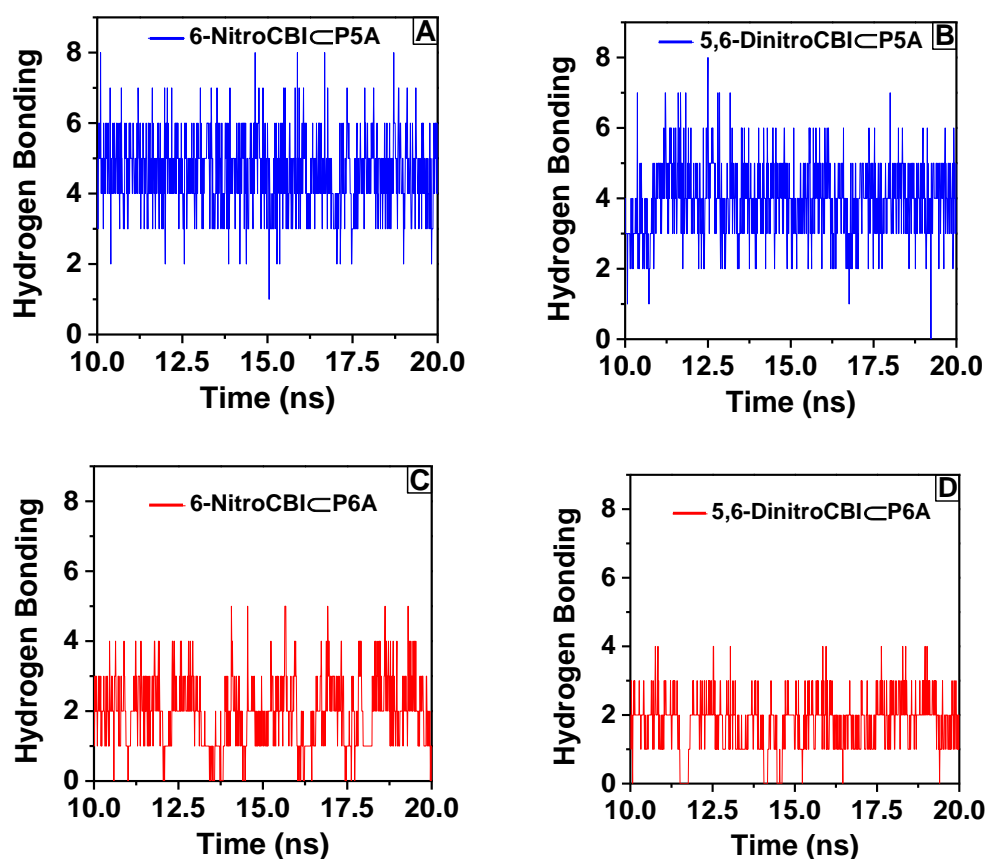 A
6-NitroCBI⊂P5A
Hydrogen Bonding
8
6
4
2
0
10.0 12.5 15.0 17.5 20.0
Time (ns)
B
5,6-DinitroCBI⊂P5A
Hydrogen Bonding
8
6
4
2
0
10.0 12.5 15.0 17.5 20.0
Time (ns)
C
6-NitroCBI⊂P6A
Hydrogen Bonding
8
6
4
2
0
10.0 12.5 15.0 17.5 20.0
Time (ns)
D
5,6-DinitroCBI⊂P6A
Hydrogen Bonding
8
6
4
2
0
10.0 12.5 15.0 17.5 20.0
Time (ns)